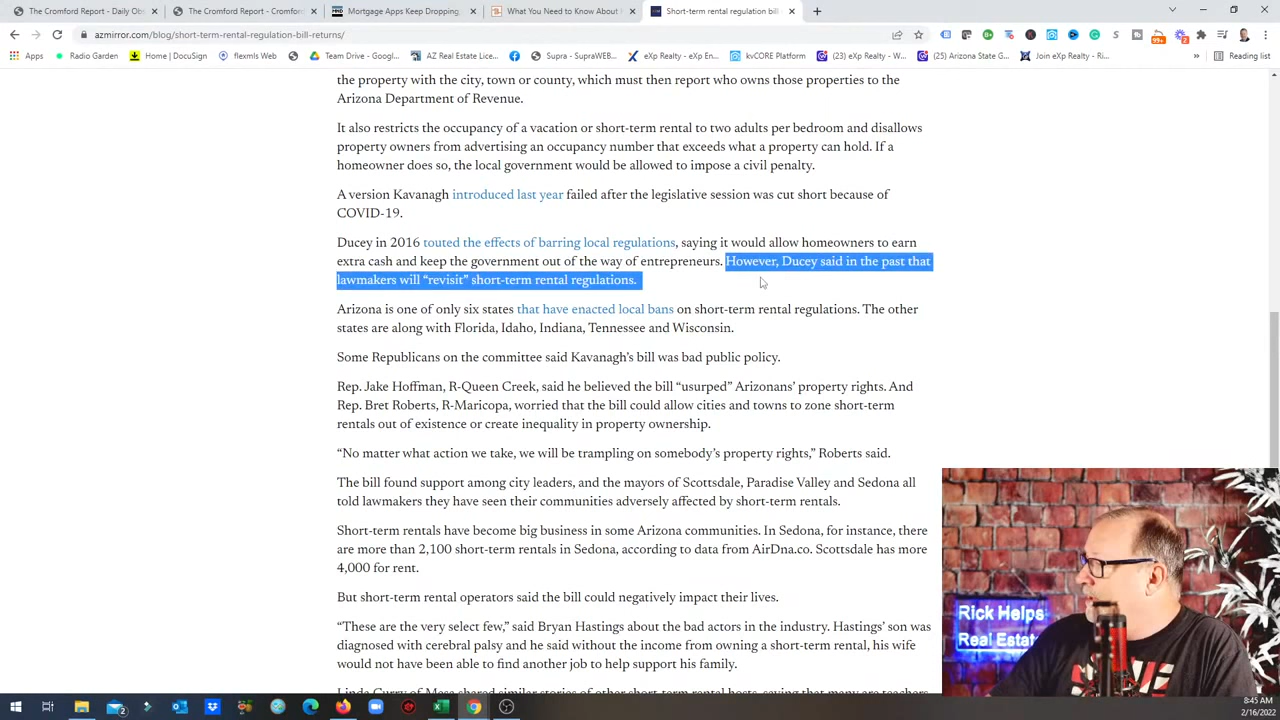 The Cromford Report - Daily Obs
The Cromford Report - Cromford
Mortgage Apps Keep Dropping,
What You Need to Know About
Short-term rental regulation bill
azmirror.com/blog/short-term-rental-regulation-bill-returns/
Apps
Radio Garden
Home | DocuSign
flexmls Web
Team Drive - Googl...
AZ Real Estate Lice...
Supra - SupraWEB...
eXp Realty - eXp En...
kvCORE Platform
(23) eXp Realty - W...
(25) Arizona State G...
Join eXp Realty - Ri...
»
Reading list
the property with the city, town or county, which must then report who owns those properties to the
Arizona Department of Revenue.
It also restricts the occupancy of a vacation or short-term rental to two adults per bedroom and disallows
property owners from advertising an occupancy number that exceeds what a property can hold. If a
homeowner does so, the local government would be allowed to impose a civil penalty.
A version Kavanagh introduced last year failed after the legislative session was cut short because of
COVID-19.
Ducey in 2016 touted the effects of barring local regulations, saying it would allow homeowners to earn
extra cash and keep the government out of the way of entrepreneurs. However, Ducey said in the past that
lawmakers will “revisit” short-term rental regulations.
Arizona is one of only six states that have enacted local bans on short-term rental regulations. The other
states are along with Florida, Idaho, Indiana, Tennessee and Wisconsin.
Some Republicans on the committee said Kavanagh’s bill was bad public policy.
Rep. Jake Hoffman, R-Queen Creek, said he believed the bill “usurped” Arizonans’ property rights. And
Rep. Bret Roberts, R-Maricopa, worried that the bill could allow cities and towns to zone short-term
rentals out of existence or create inequality in property ownership.
“No matter what action we take, we will be trampling on somebody’s property rights,” Roberts said.
The bill found support among city leaders, and the mayors of Scottsdale, Paradise Valley and Sedona all
told lawmakers they have seen their communities adversely affected by short-term rentals.
Short-term rentals have become big business in some Arizona communities. In Sedona, for instance, there
are more than 2,100 short-term rentals in Sedona, according to data from AirDna.co. Scottsdale has more
4,000 for rent.
But short-term rental operators said the bill could negatively impact their lives.
“These are the very select few,” said Bryan Hastings about the bad actors in the industry. Hastings’ son was
diagnosed with cerebral palsy and he said without the income from owning a short-term rental, his wife
would not have been able to find another job to help support his family.
Linda Curry of Mesa shared similar stories of other short-term rental hosts, saying that many are teachers
Rick Helps
Real Estate
8:45 AM
2/16/2022